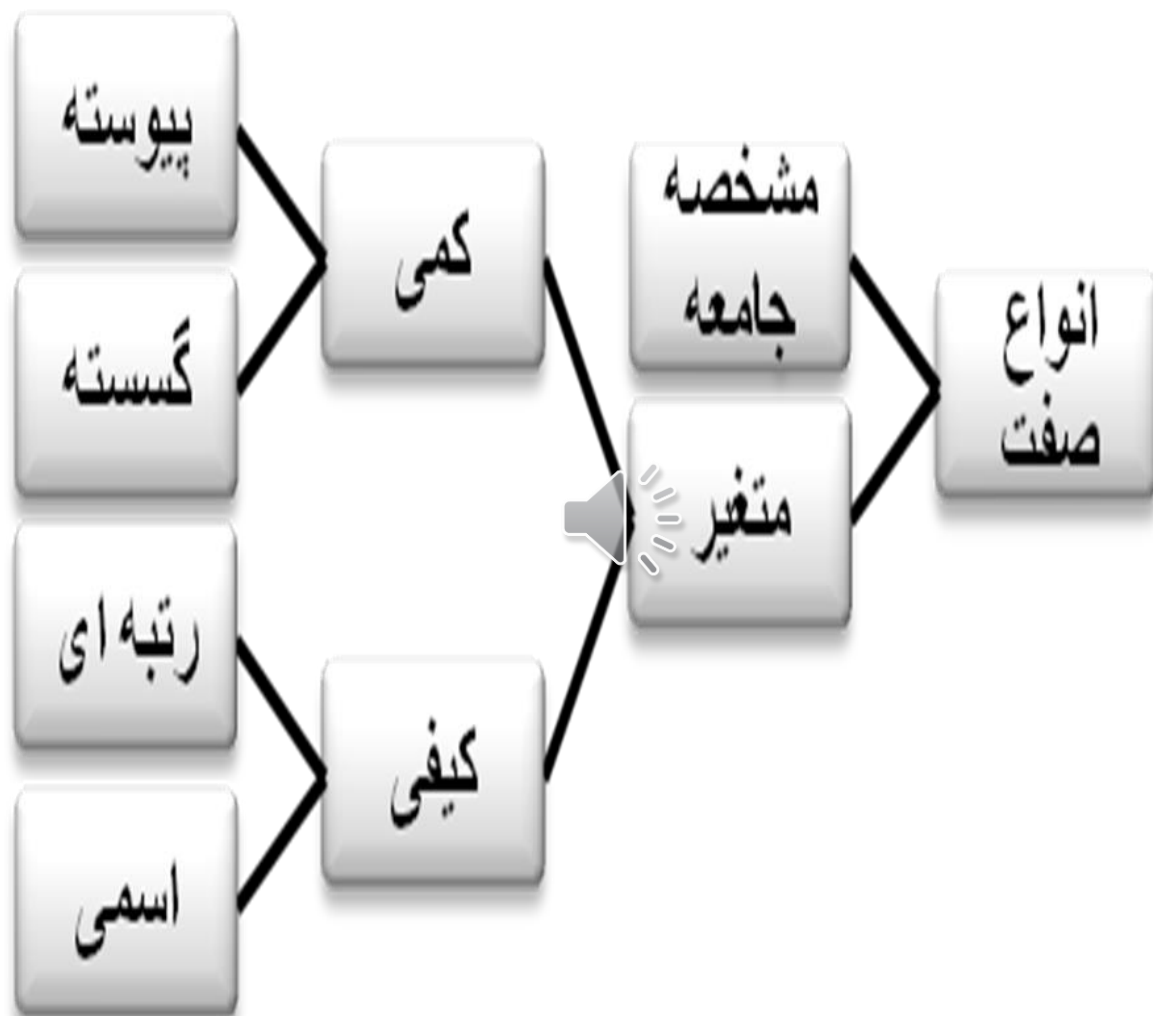 انواع
صفت
مشخصه
جامعه
متغیر
کمی
کیفی
پیوسته
گسسته
رتبه ای
اسمی